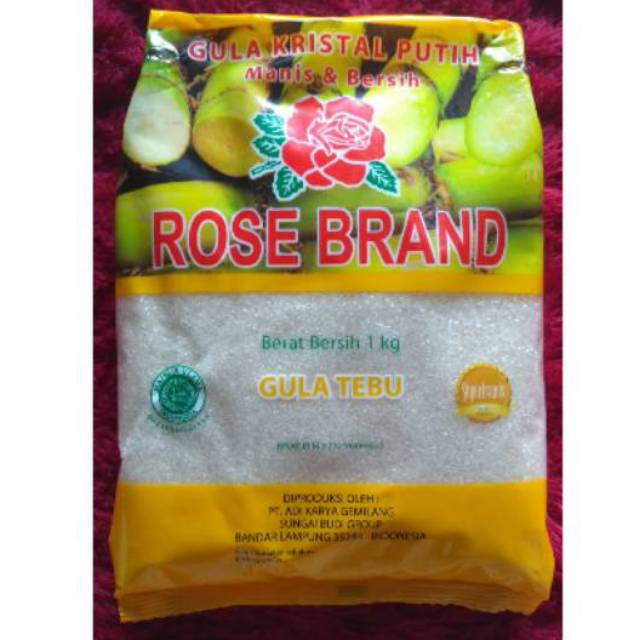 GULA KRISTAL PUTIH
Manis & Bersih
ROSE BRAND
Berat Bersih 1 kg
GULA TEBU
DIPRODUKSI OLEH :
PT. ADI KARYA GEMILANG
SUNGAI BUDI GROUP
BANDAR LAMPUNG 35244 - INDONESIA